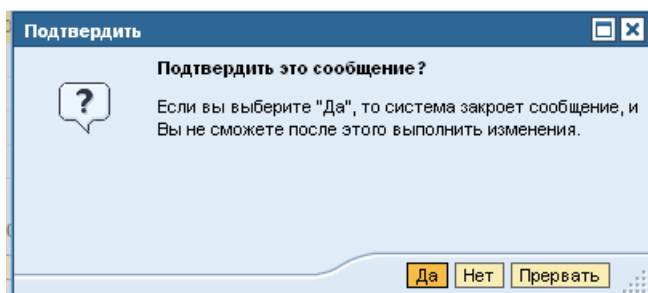 Подтвердить
Подтвердить это сообщение?
Если вы выберите "Да", то система закроет сообщение, и
Вы не сможете после этого выполнить изменения.
Да Нет Прервать